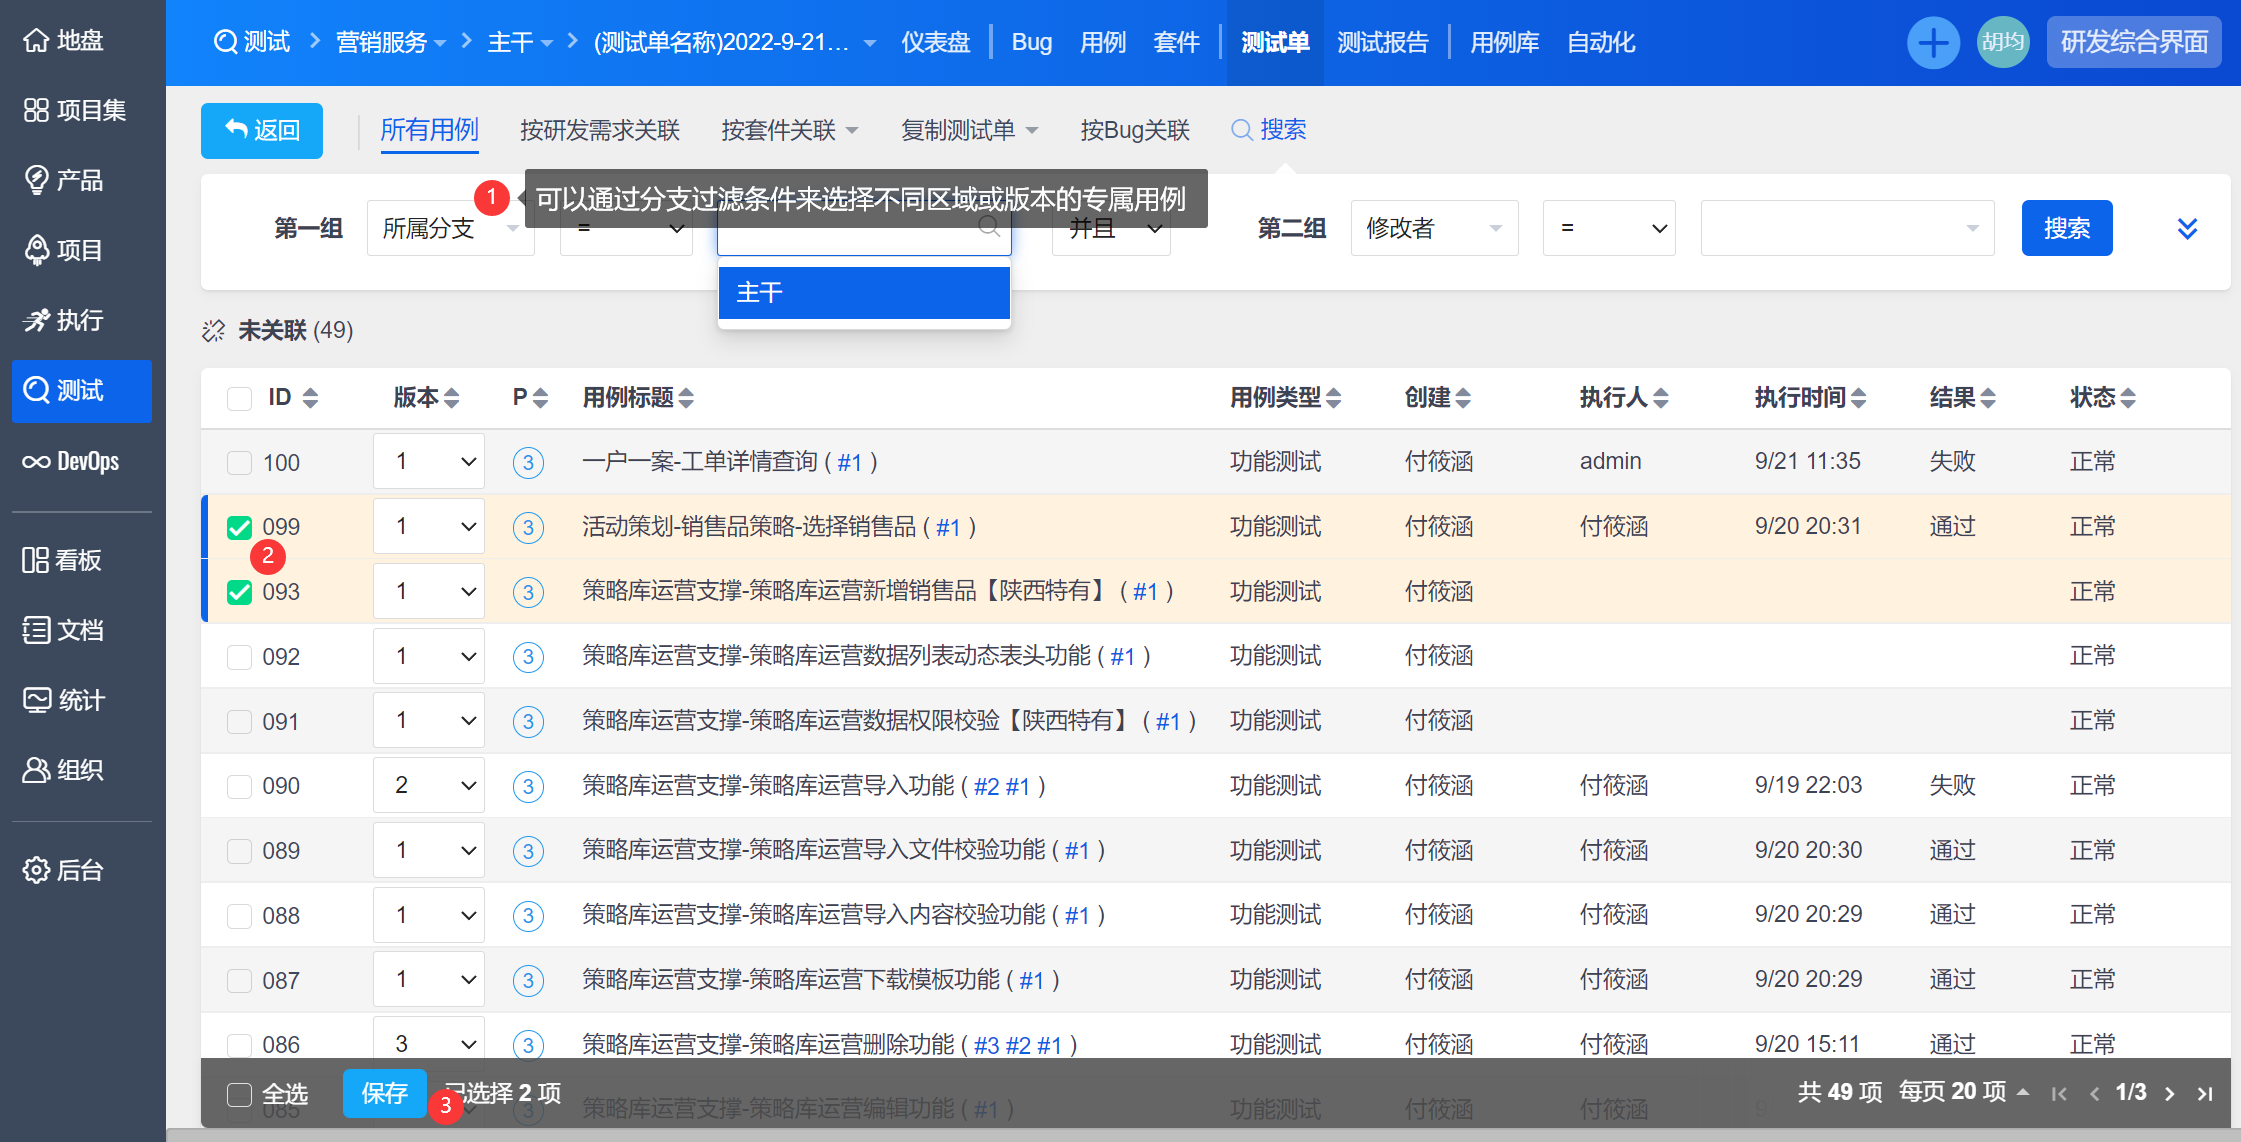 地盘
项目集
产品
项目
执行
测试
DevOps
看板
文档
统计
组织
后台
测试 营销服务 主干 (测试单名称)2022-9-21... 仪表盘 Bug 用例 套件 测试单 测试报告 用例库 自动化 胡均 研发综合界面
返回 所有用例 按研发需求关联 按套件关联 复制测试单 按Bug关联 搜索
1 可以通过分支过滤条件来选择不同区域或版本的专属用例
第一组 所属分支 = 并且 第二组 修改者 = 搜索
主干
未关联 (49)
ID 版本 P 用例标题 用例类型 创建 执行人 执行时间 结果 状态
100 1 3 一户一案-工单详情查询 ( #1 ) 功能测试 付筱涵 admin 9/21 11:35 失败 正常
099 1 3 活动策划-销售品策略-选择销售品 ( #1 ) 功能测试 付筱涵 付筱涵 9/20 20:31 通过 正常
2
093 1 3 策略库运营支撑-策略库运营新增销售品【陕西特有】 ( #1 ) 功能测试 付筱涵 正常
092 1 3 策略库运营支撑-策略库运营数据列表动态表头功能 ( #1 ) 功能测试 付筱涵 正常
091 1 3 策略库运营支撑-策略库运营数据权限校验【陕西特有】 ( #1 ) 功能测试 付筱涵 正常
090 2 3 策略库运营支撑-策略库运营导入功能 ( #2 #1 ) 功能测试 付筱涵 付筱涵 9/19 22:03 失败 正常
089 1 3 策略库运营支撑-策略库运营导入文件校验功能 ( #1 ) 功能测试 付筱涵 付筱涵 9/20 20:30 通过 正常
088 1 3 策略库运营支撑-策略库运营导入内容校验功能 ( #1 ) 功能测试 付筱涵 付筱涵 9/20 20:29 通过 正常
087 1 3 策略库运营支撑-策略库运营下载模板功能 ( #1 ) 功能测试 付筱涵 付筱涵 9/20 20:29 通过 正常
086 3 3 策略库运营支撑-策略库运营删除功能 ( #3 #2 #1 ) 功能测试 付筱涵 付筱涵 9/20 15:11 通过 正常
全选 保存 3 已选择 2 项 共 49 项 每页 20 项 1/3
085 3 策略库运营支撑-策略库运营编辑功能 ( #1 ) 功能测试 付筱涵 付筱涵 9 通过 正常